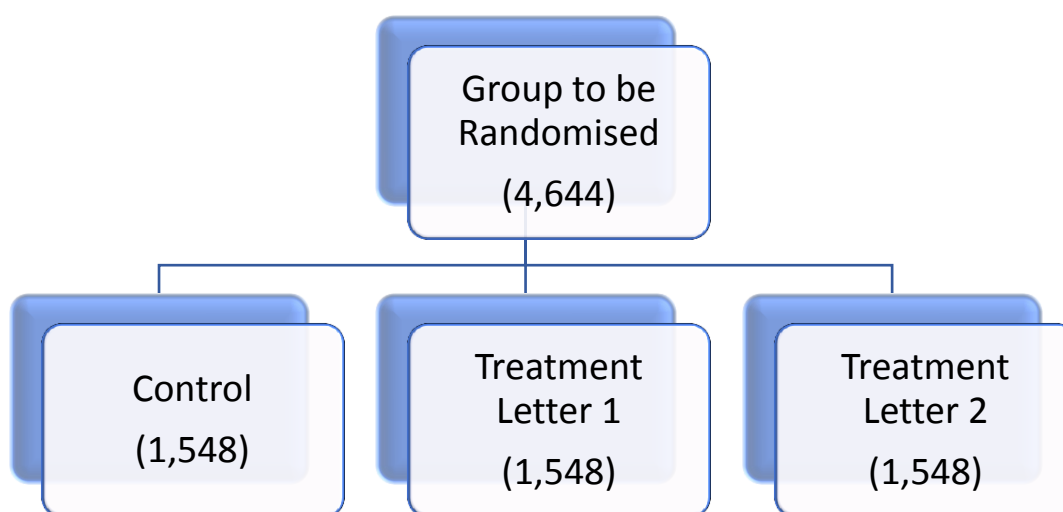 Group to be
Randomised
(4,644)
Control
(1,548)
Treatment
Letter 1
(1,548)
Treatment
Letter 2
(1,548)